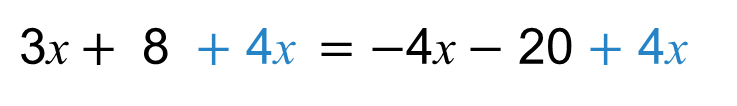 3x + 8 + 4x = −4x − 20 + 4x